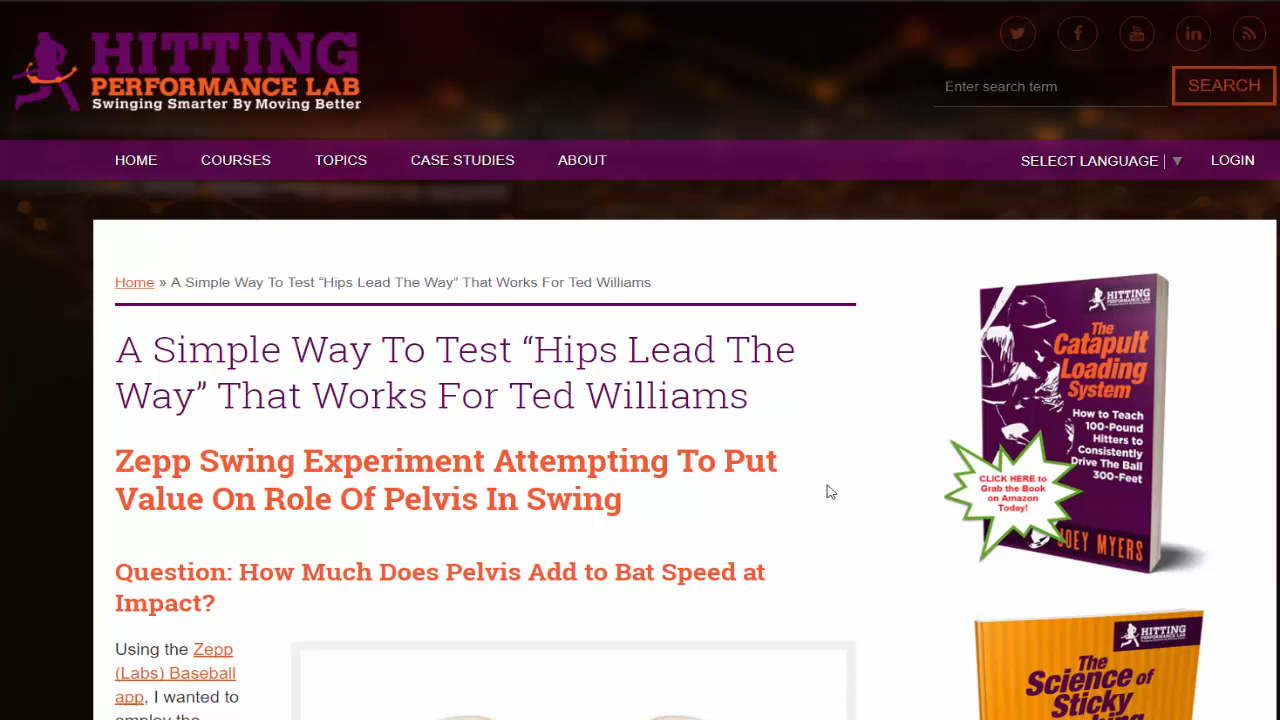 HITTING
PERFORMANCE LAB
Swinging Smarter By Moving Better
Enter search term
SEARCH
HOME
COURSES
TOPICS
CASE STUDIES
ABOUT
SELECT LANGUAGE
LOGIN
Home » A Simple Way To Test “Hips Lead The Way” That Works For Ted Williams
A Simple Way To Test “Hips Lead The
Way” That Works For Ted Williams
Zepp Swing Experiment Attempting To Put
Value On Role Of Pelvis In Swing
Question: How Much Does Pelvis Add to Bat Speed at
Impact?
Using the Zepp
(Labs) Baseball
app, I wanted to
employ the
HITTING
PERFORMANCE LAB
The
Catapult
Loading
System
How to Teach
100-Pound
Hitters to
Consistently
Drive The Ball
300-Feet
CLICK HERE to
Grab the Book
on Amazon
Today!
JOEY MYERS
HITTING
PERFORMANCE LAB
The
Science of
Sticky